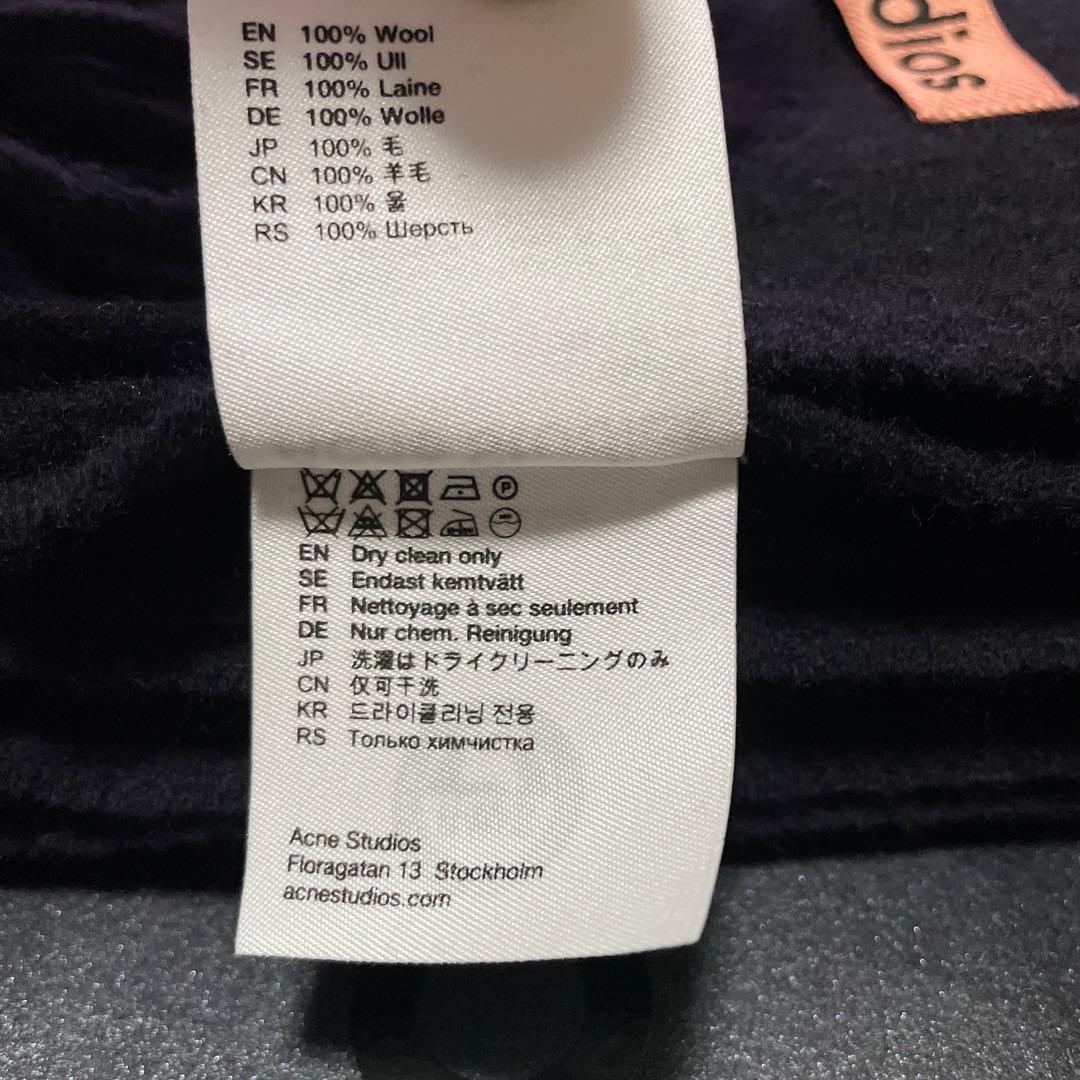 EN 100% Wool
SE 100% Ull
FR 100% Laine
DE 100% Wolle
JP 100% 毛
CN 100% 羊毛
KR 100% 울
RS 100% Шерсть
dios
P
EN Dry clean only
SE Endast kemtvätt
FR Nettoyage à sec seulement
DE Nur chem. Reinigung
JP 洗濯はドライクリーニングのみ
CN 仅可干洗
KR 드라이클리닝 전용
RS Только химчистка
Acne Studios
Floragatan 13 Stockholm
acnestudios.com